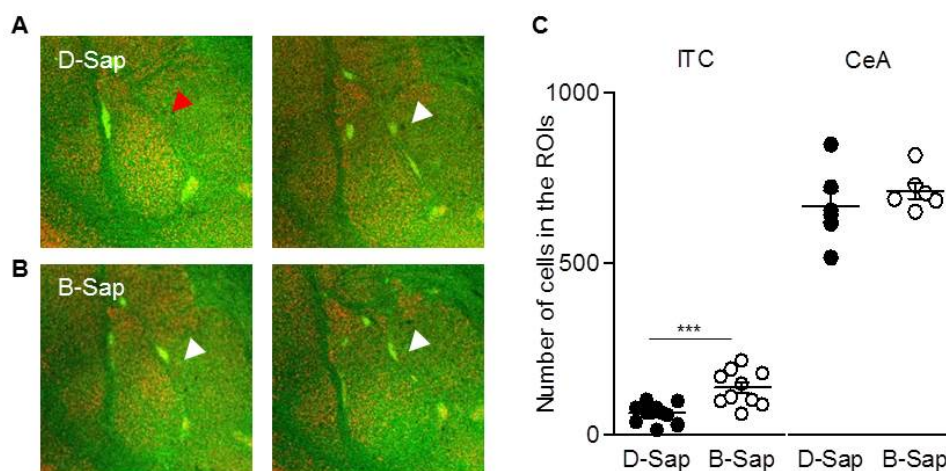 A
D-Sap
B
B-Sap
C
ITC CeA
Number of cells in the ROIs
1000
500
0
***
D-Sap B-Sap D-Sap B-Sap